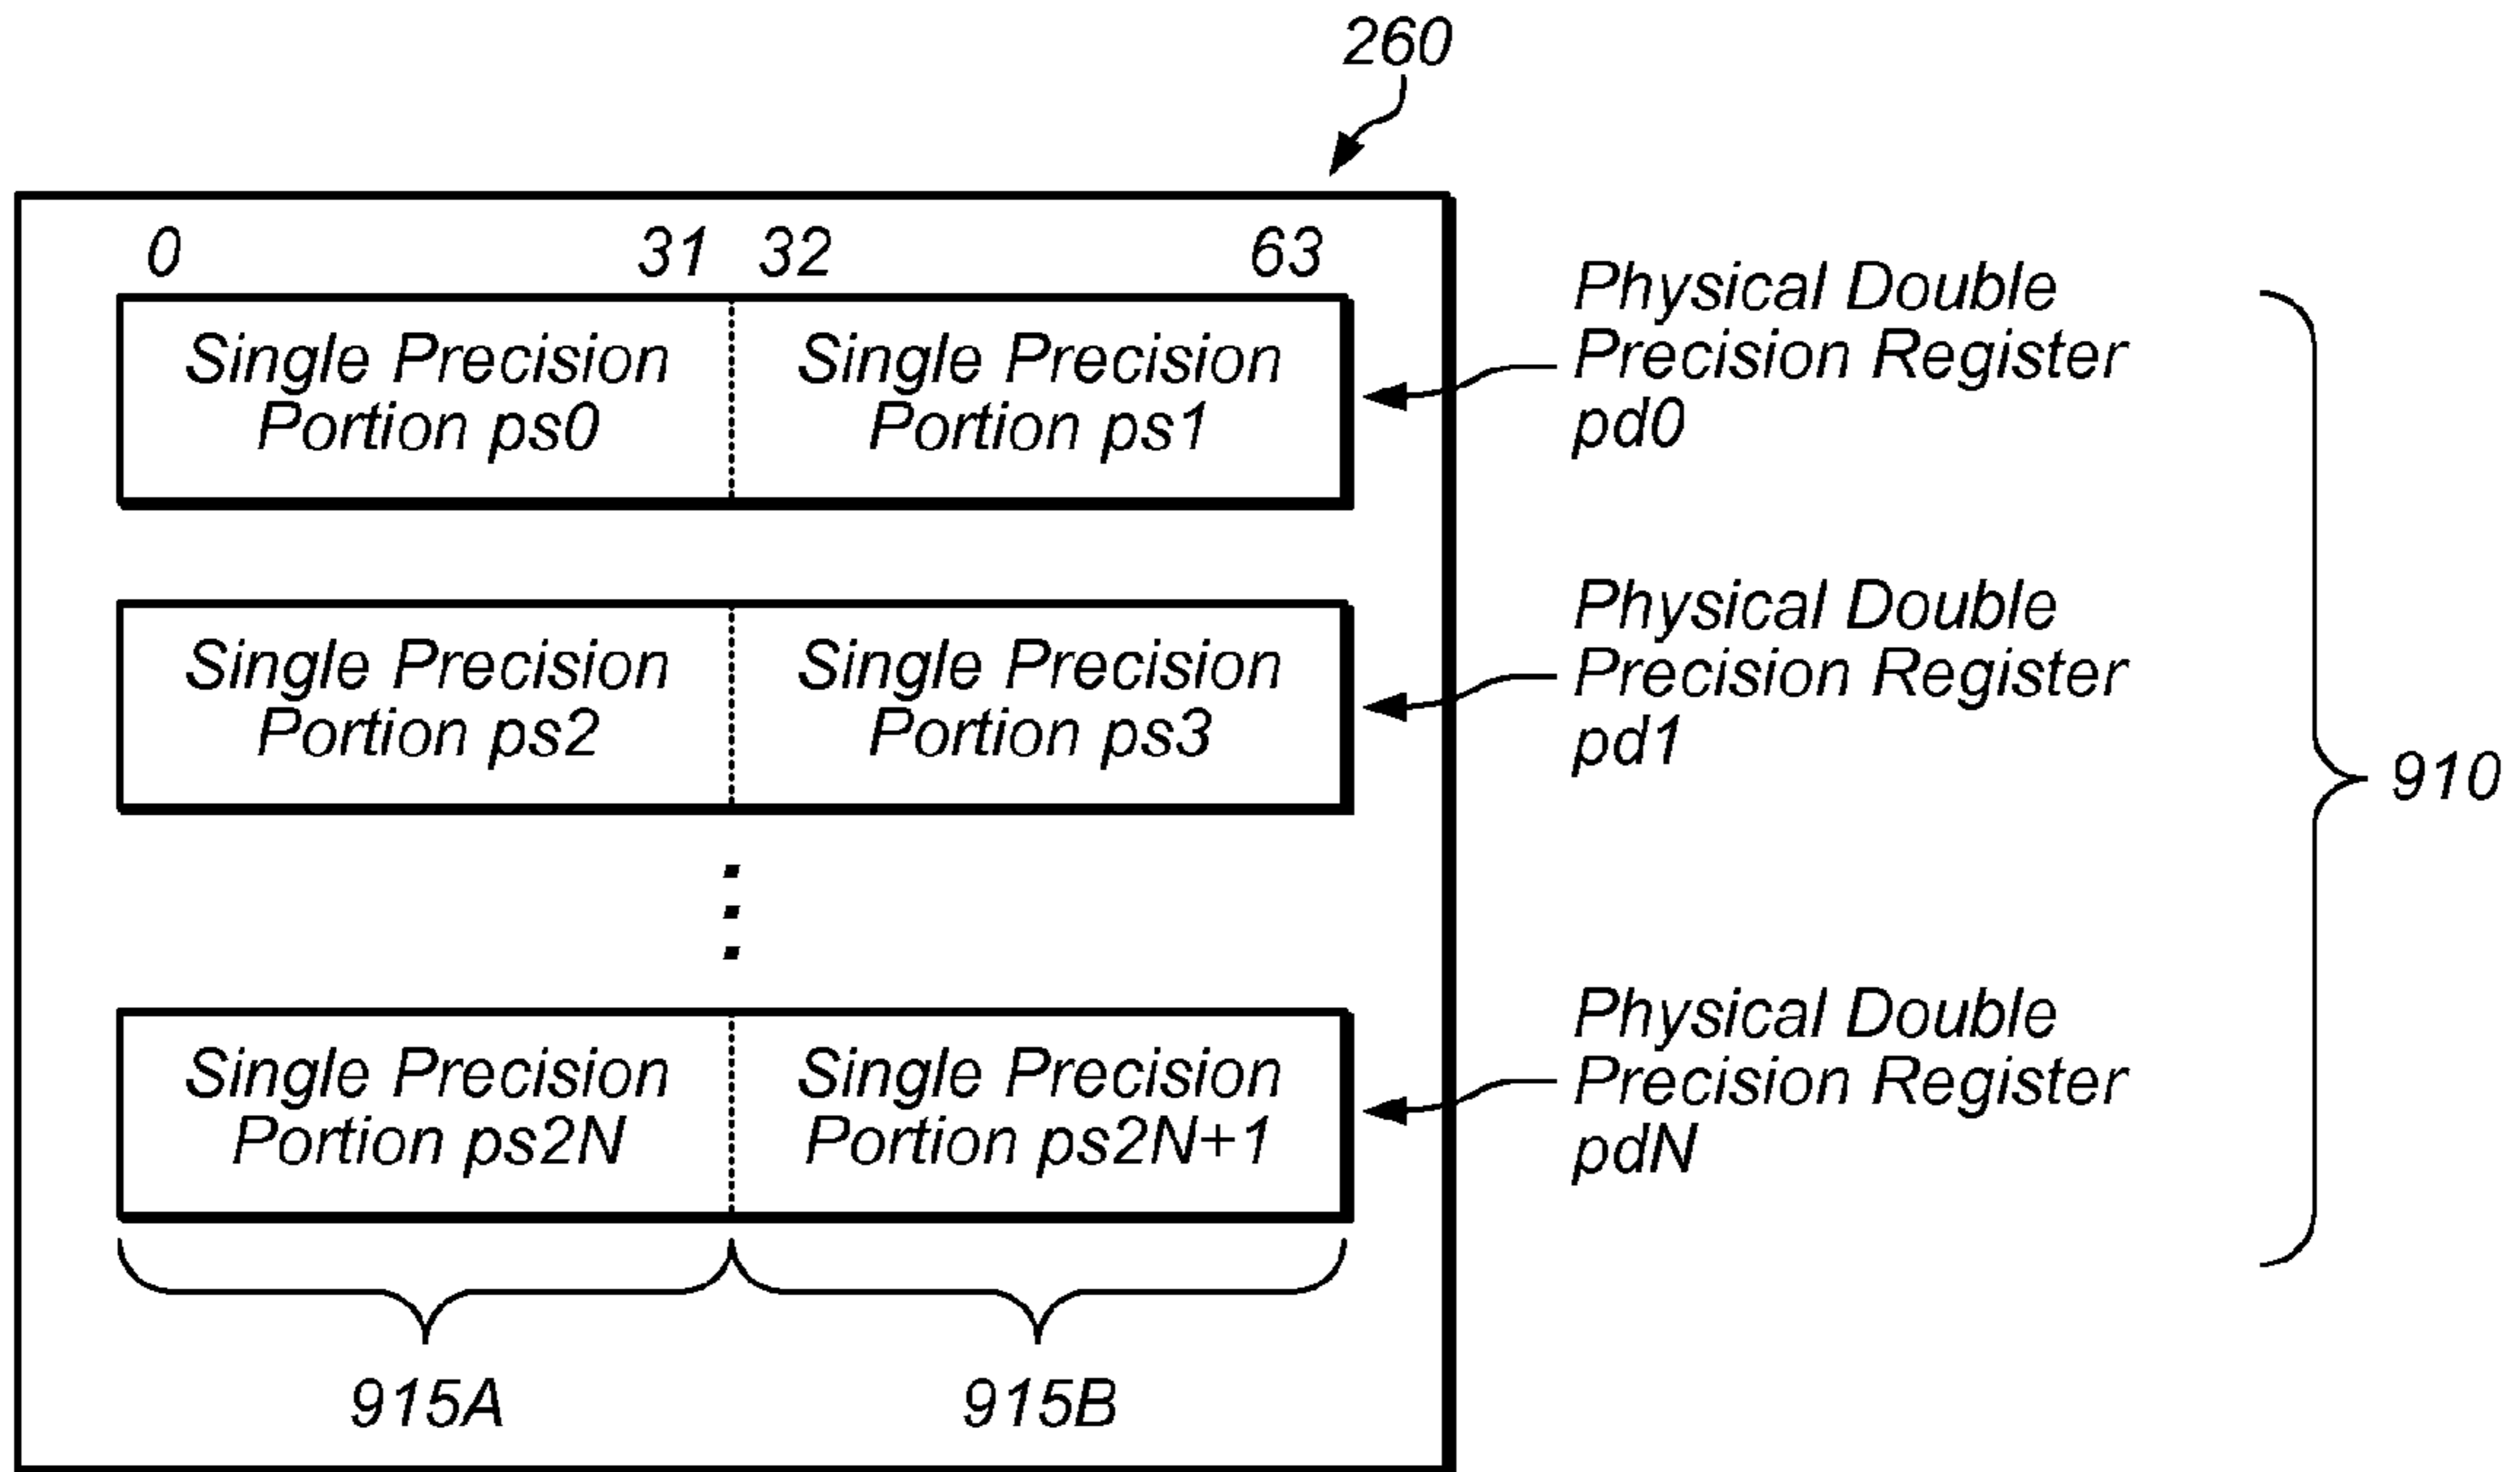 260
0 31 32 63
Single Precision
Portion ps0
Single Precision
Portion ps1
Physical Double
Precision Register
pd0
Single Precision
Portion ps2
Single Precision
Portion ps3
Physical Double
Precision Register
pd1
910
Single Precision
Portion ps2N
Single Precision
Portion ps2N+1
Physical Double
Precision Register
pdN
915A
915B